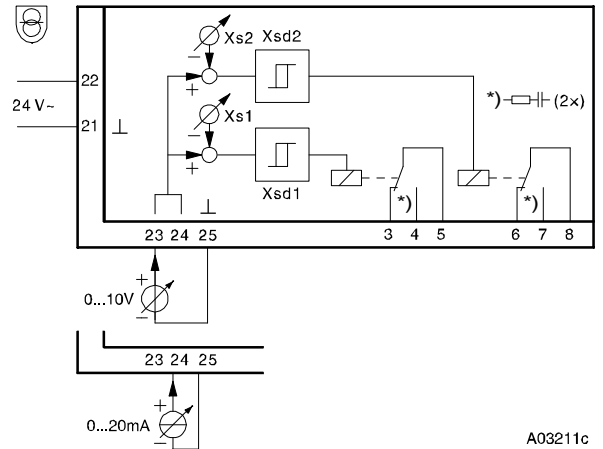 Xs2 Xsd2
−
22
+
*) (2x)
24 V~
Xs1
21 ⊥
−
+
Xsd1
*) *)
⊥
23 24 25 3 4 5 6 7 8
+
0...10V
−
23 24 25
+
0...20mA
−
A03211c